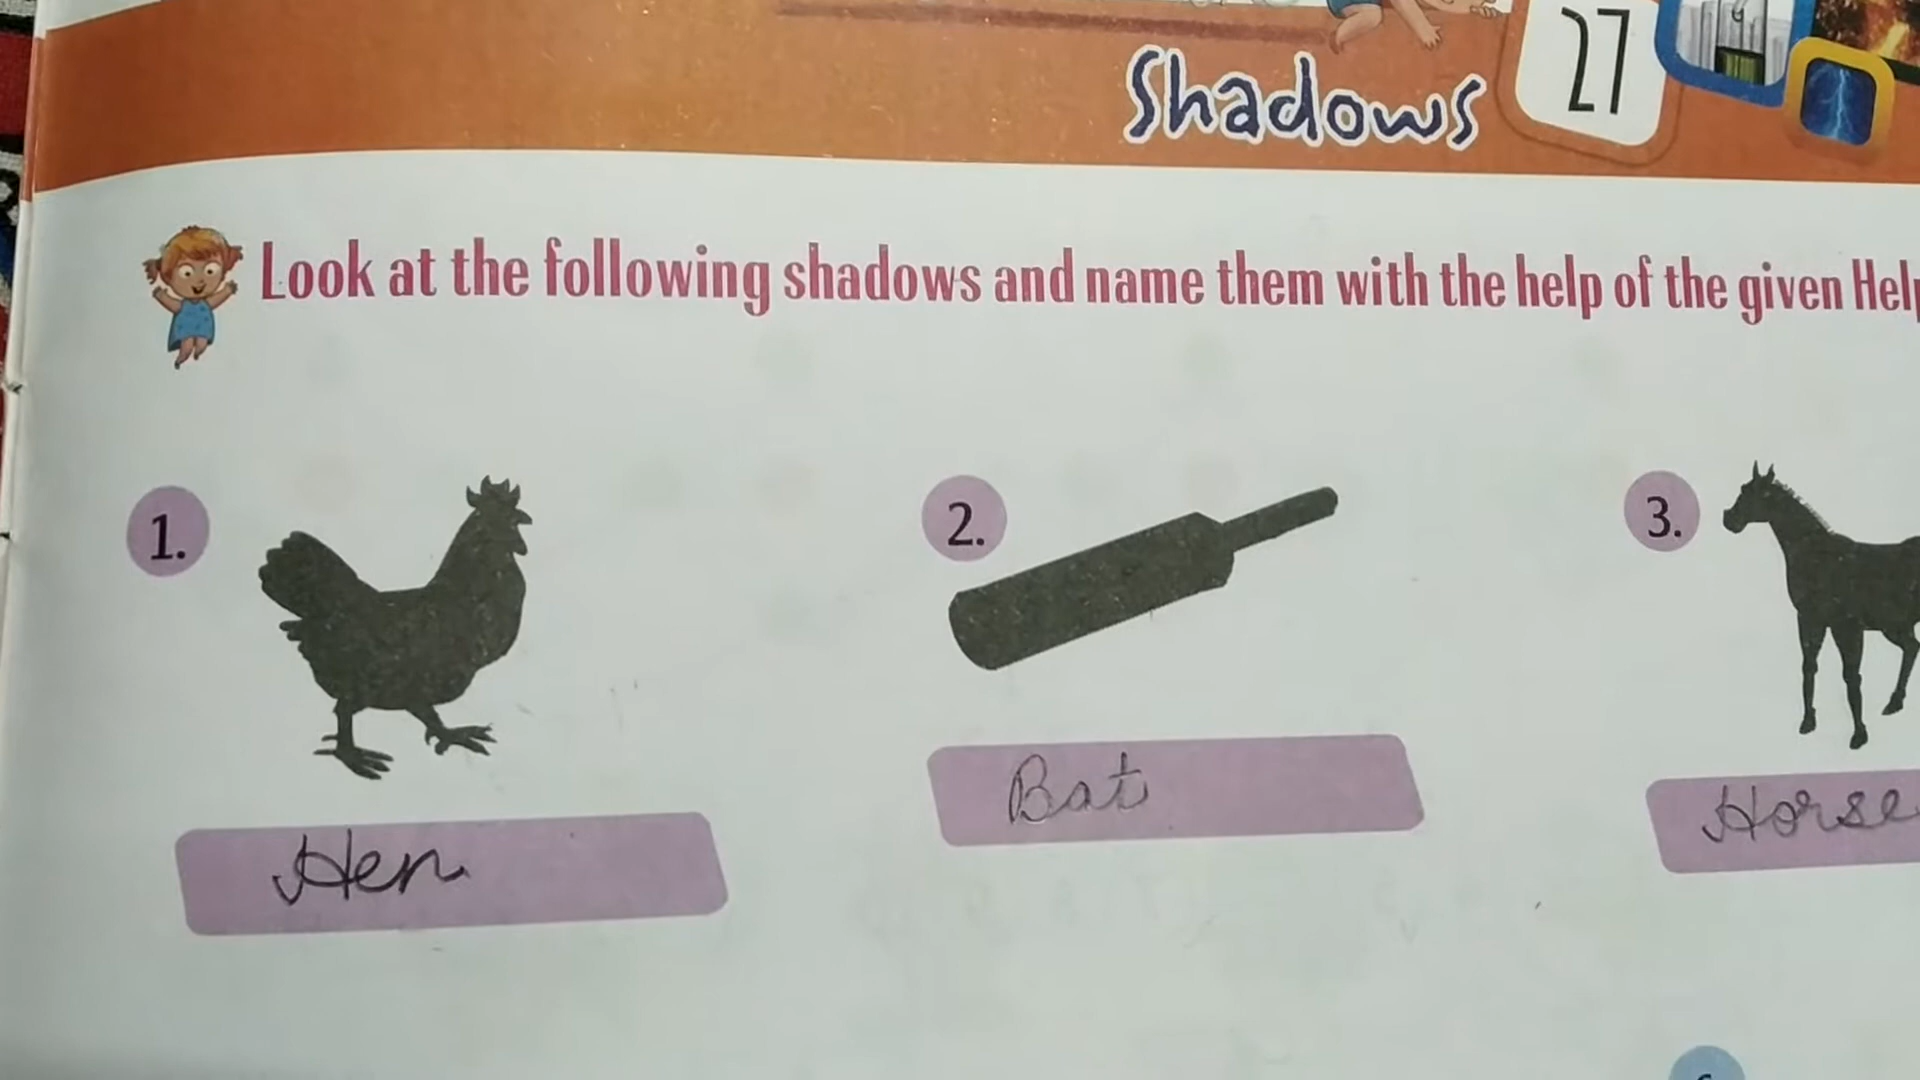 Shadows
27
Look at the following shadows and name them with the help of the given
1.
2.
3.
Hen
Bat
Horse